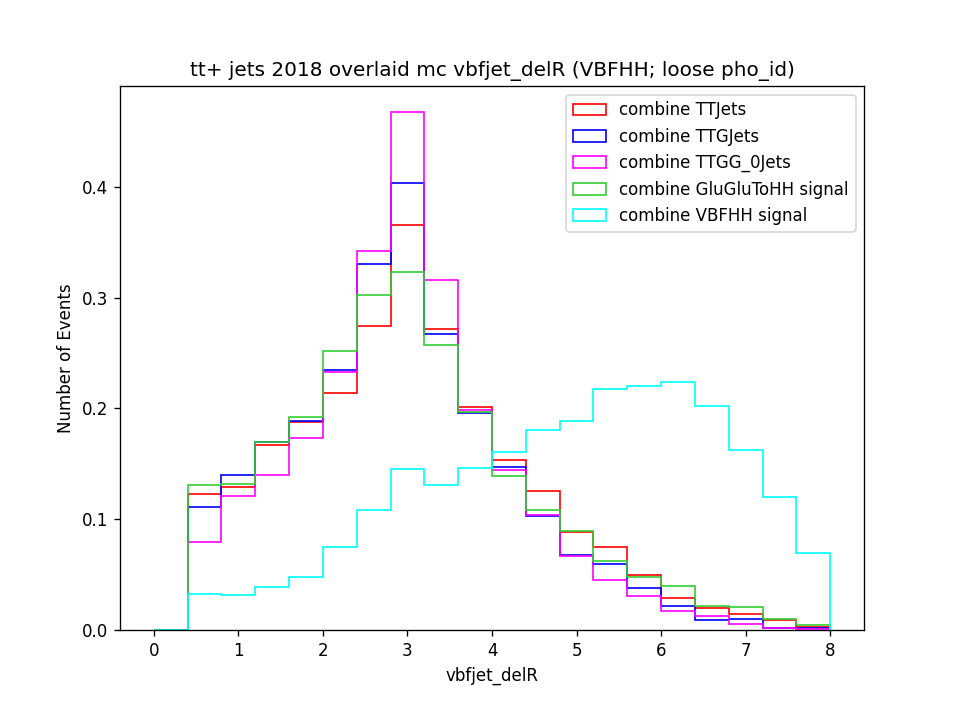 tt+ jets 2018 overlaid mc vbfjet_delR (VBFHH; loose pho_id)
combine TTJets
combine TTGJets
combine TTGG_0Jets
combine GluGluToHH signal
combine VBFHH signal
Number of Events
0.4
0.3
0.2
0.1
0.0
0 1 2 3 4 5 6 7 8
vbfjet_delR